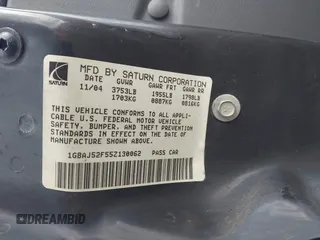 MFD BY SATURN CORPORATION
DATE GVWR GAWR FRT GAWR RR
11/04 3753LB 1955LB 1798LB
1703KG 0887KG 0816KG
SATURN
THIS VEHICLE CONFORMS TO ALL APPLI-
CABLE U.S. FEDERAL MOTOR VEHICLE
SAFETY, BUMPER, AND THEFT PREVENTION
STANDARDS IN EFFECT ON THE DATE OF
MANUFACTURE SHOWN ABOVE.
1G8AJ52F55Z130062 PASS CAR
DREAMBID